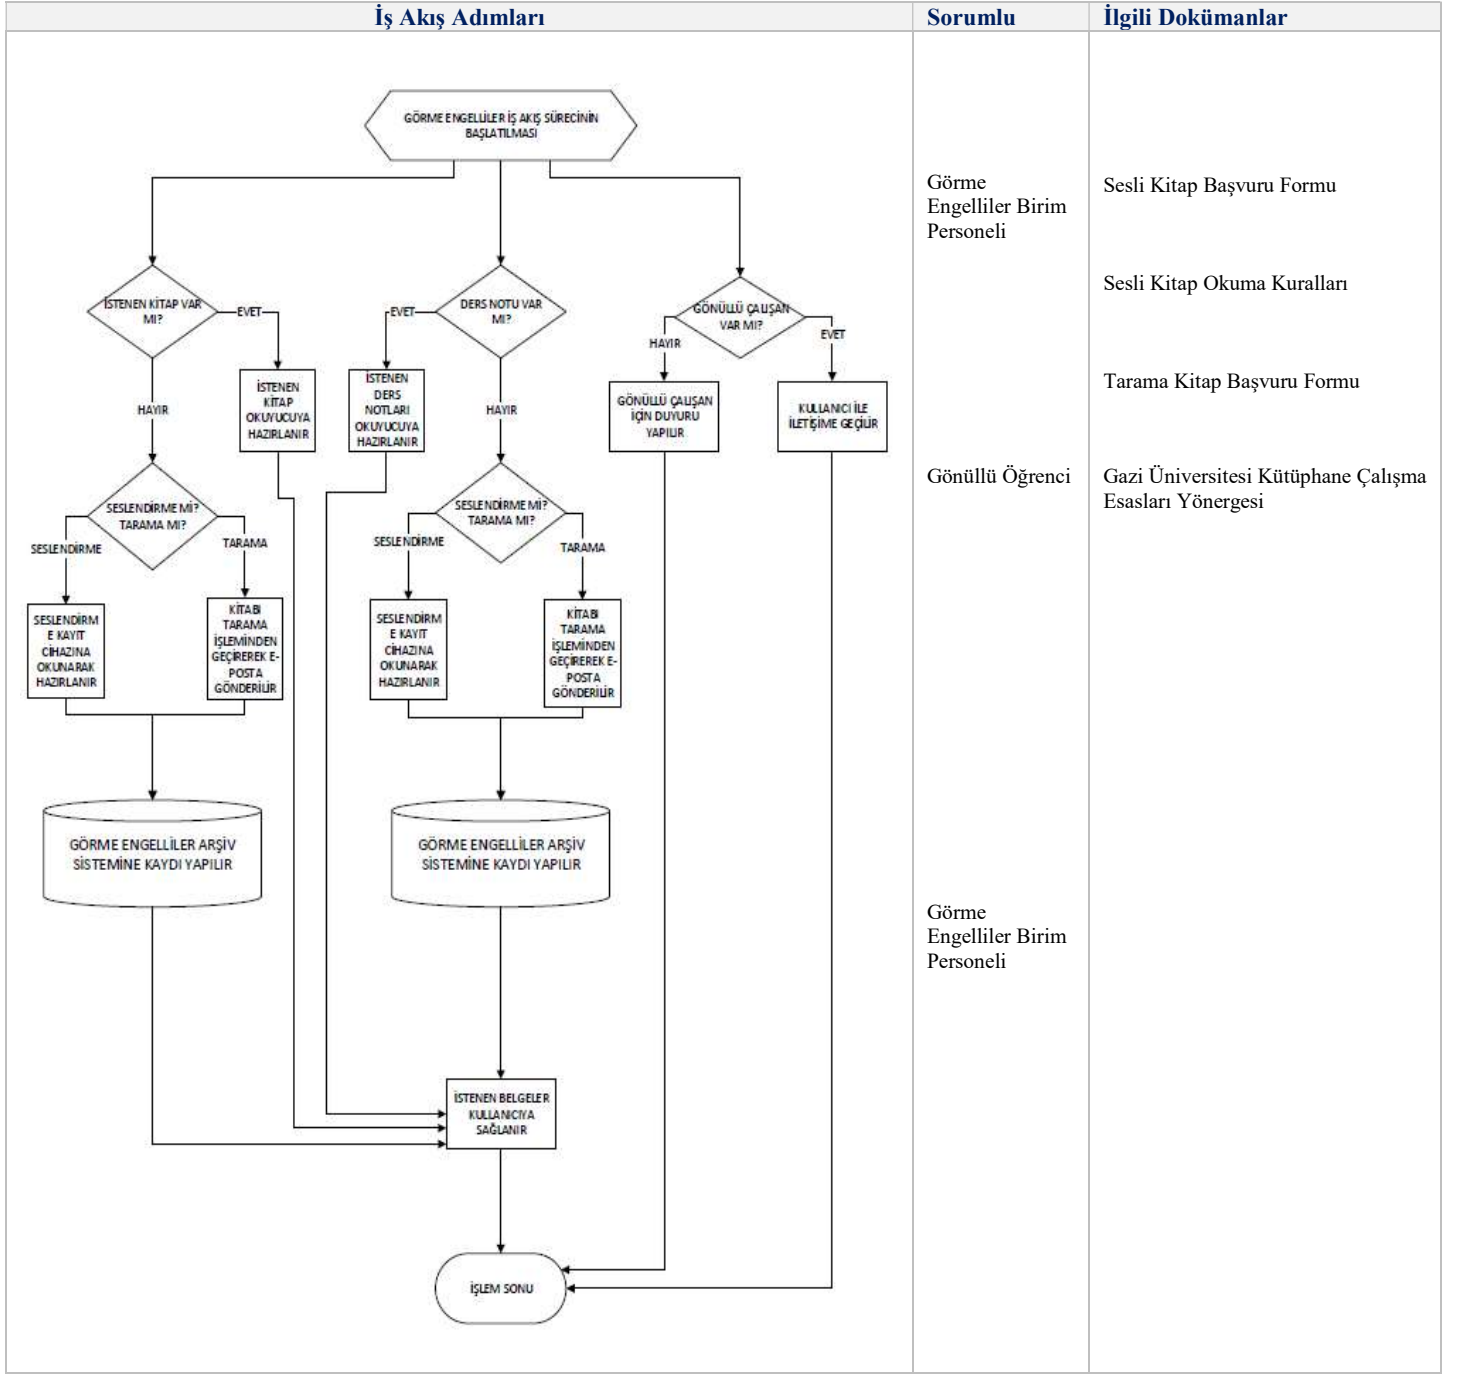 İş Akış Adımları
Sorumlu
İlgili Dokümanlar
GÖRME ENGELLİLER İŞ AKIŞ SÜRECİNİN
BAŞLATILMASI
İSTENEN KİTAP VAR
MI?
EVET
HAYIR
İSTENEN
KİTAP
OKUYUCUYA
HAZIRLANIR
SESLENDİRME Mİ?
TARAMA MI?
SESLENDİRME
TARAMA
SESLENDİRM
E KAYIT
CİHAZINA
OKUNARAK
HAZIRLANIR
KİTABI
TARAMA
İŞLEMİNDEN
GEÇİREREK E-
POSTA
GÖNDERİLİR
GÖRME ENGELLİLER ARŞİV
SİSTEMİNE KAYDI YAPILIR
DERS NOTU VAR
MI?
EVET
HAYIR
İSTENEN
DERS
NOTLARI
OKUYUCUYA
HAZIRLANIR
SESLENDİRME Mİ?
TARAMA MI?
SESLENDİRME
TARAMA
SESLENDİRM
E KAYIT
CİHAZINA
OKUNARAK
HAZIRLANIR
KİTABI
TARAMA
İŞLEMİNDEN
GEÇİREREK E-
POSTA
GÖNDERİLİR
GÖRME ENGELLİLER ARŞİV
SİSTEMİNE KAYDI YAPILIR
GÖNÜLLÜ ÇALIŞAN
VAR MI?
HAYIR
EVET
GÖNÜLLÜ ÇALIŞAN
İÇİN DUYURU
YAPILIR
KULLANICI İLE
İLETİŞİME GEÇİLİR
İSTENEN BELGELER
KULLANICIYA
SAĞLANIR
İŞLEM SONU
Görme
Engelliler Birim
Personeli
Gönüllü Öğrenci
Görme
Engelliler Birim
Personeli
Sesli Kitap Başvuru Formu
Sesli Kitap Okuma Kuralları
Tarama Kitap Başvuru Formu
Gazi Üniversitesi Kütüphane Çalışma
Esasları Yönergesi